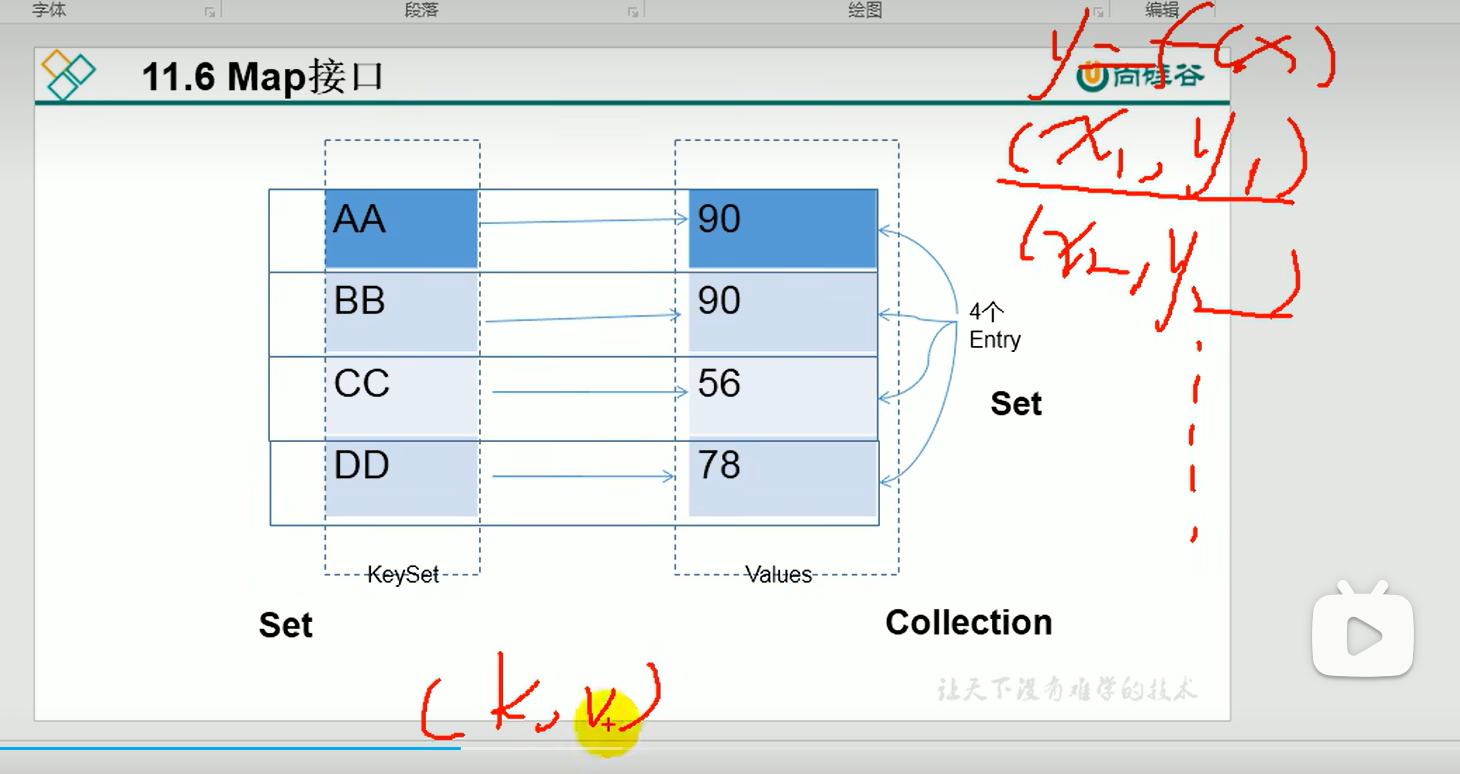 字体 段落 绘图 编辑
11.6 Map接口
尚硅谷
y=f(x)
(x₁, y₁)
(x₂, y₂)
AA 90
BB 90
CC 56
DD 78
4个
Entry
Set
KeySet Values
Set Collection
(k, v)
让天下没有难学的技术